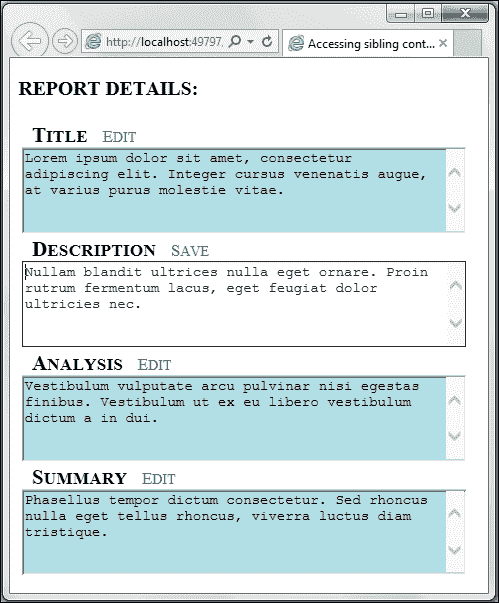 http://localhost:49797,
Accessing sibling cont...
REPORT DETAILS:
TITLE EDIT
Lorem ipsum dolor sit amet, consectetur
adipiscing elit. Integer cursus venenatis augue,
at varius purus molestie vitae.
DESCRIPTION SAVE
Nullam blandit ultrices nulla eget ornare. Proin
rutrum fermentum lacus, eget feugiat dolor
ultricies nec.
ANALYSIS EDIT
Vestibulum vulputate arcu pulvinar nisi egestas
finibus. Vestibulum ut ex eu libero vestibulum
dictum a in dui.
SUMMARY EDIT
Phasellus tempor dictum consectetur. Sed rhoncus
nulla eget tellus rhoncus, viverra luctus diam
tristique.